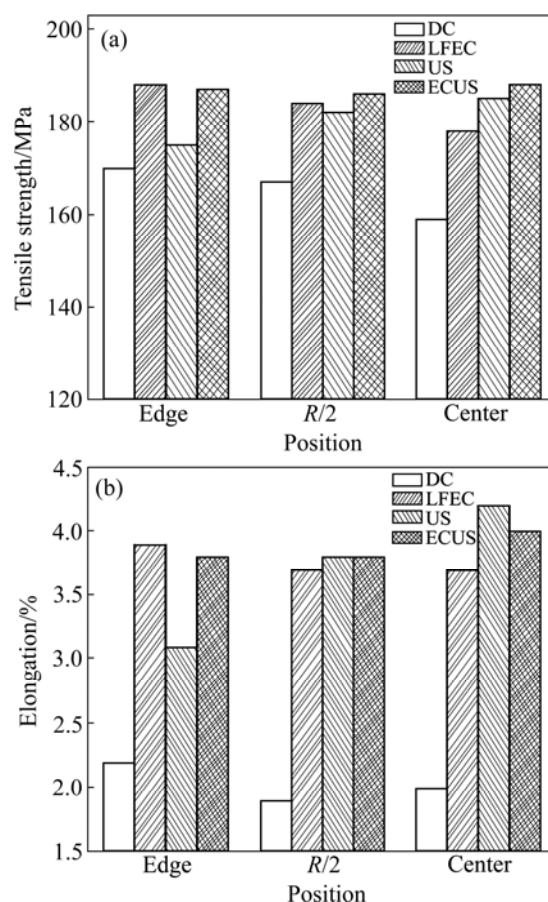 (a)
DC
LFEC
US
ECUS
200
180
160
140
120
Tensile strength/MPa
Edge R/2 Center
Position
(b)
DC
LFEC
US
ECUS
4.5
4.0
3.5
3.0
2.5
2.0
1.5
Elongation/%
Edge R/2 Center
Position